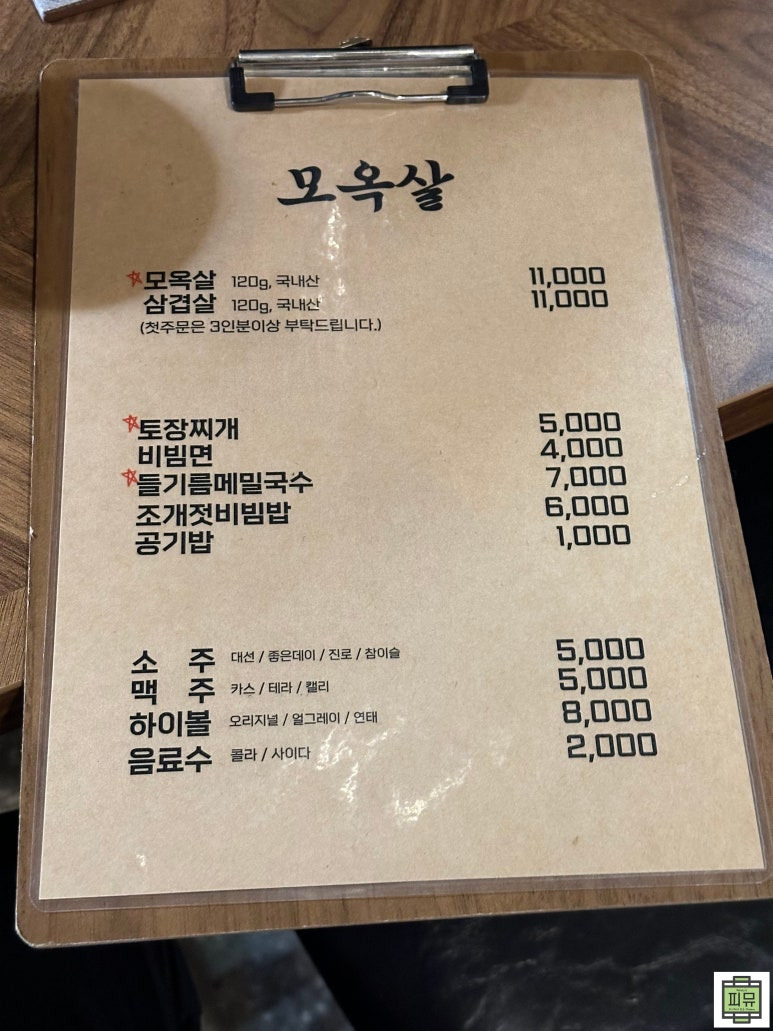 모옥살
모옥살 120g, 국내산 11,000
삼겹살 120g, 국내산 11,000
(첫주문은 3인분이상 부탁드립니다.)
토장찌개 5,000
비빔면 4,000
들기름메밀국수 7,000
조개젓비빔밥 6,000
공기밥 1,000
소 주 대선 / 좋은데이 / 진로 / 참이슬 5,000
맥 주 카스 / 테라 / 캘리 5,000
하이볼 오리지널 / 얼그레이 / 연태 8,000
음료수 콜라 / 사이다 2,000
피뮤